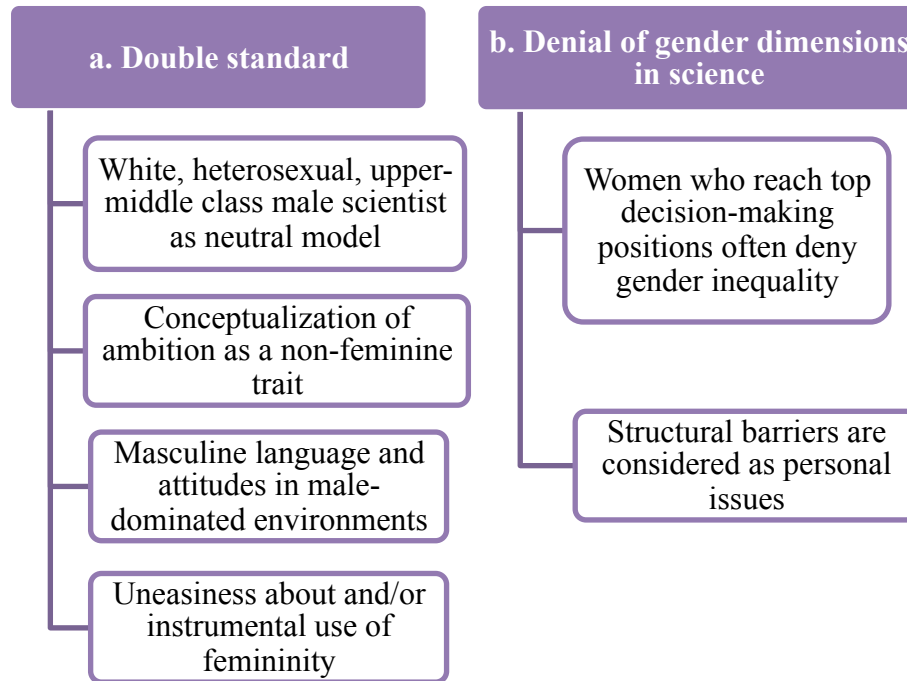 a. Double standard
White, heterosexual, upper-
middle class male scientist
as neutral model
Conceptualization of
ambition as a non-feminine
trait
Masculine language and
attitudes in male-
dominated environments
Uneasiness about and/or
instrumental use of
femininity
b. Denial of gender dimensions
in science
Women who reach top
decision-making
positions often deny
gender inequality
Structural barriers are
considered as personal
issues